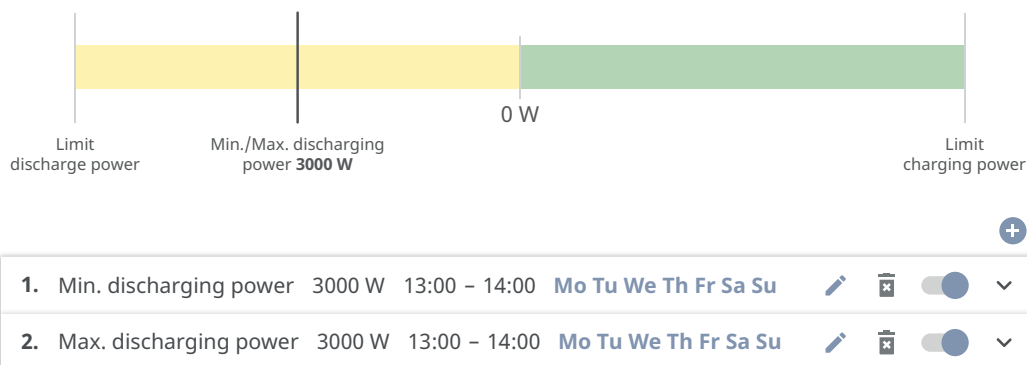 0 W
Limit
discharge power
Min./Max. discharging
power 3000 W
Limit
charging power
1. Min. discharging power 3000 W 13:00 – 14:00 Mo Tu We Th Fr Sa Su
2. Max. discharging power 3000 W 13:00 – 14:00 Mo Tu We Th Fr Sa Su